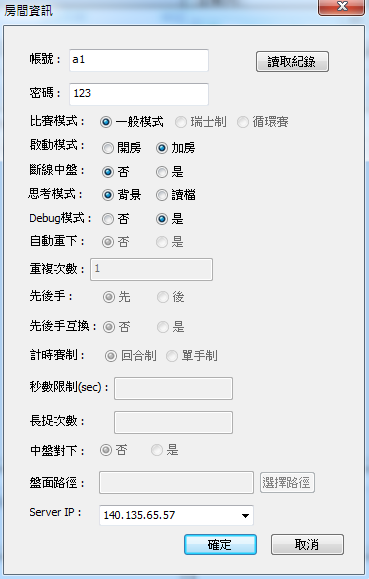 房間資訊
帳號： a1 讀取紀錄
密碼： 123
比賽模式： 一般模式 瑞士制 循環賽
啟動模式： 開房 加房
斷線中盤： 否 是
思考模式： 背景 讀檔
Debug模式： 否 是
自動重下： 否 是
重複次數： 1
先後手： 先 後
先後手互換： 否 是
計時賽制： 回合制 單手制
秒數限制(sec)：
長捉次數：
中盤對下： 否 是
盤面路徑： 選擇路徑
Server IP： 140.135.65.57
確定 取消